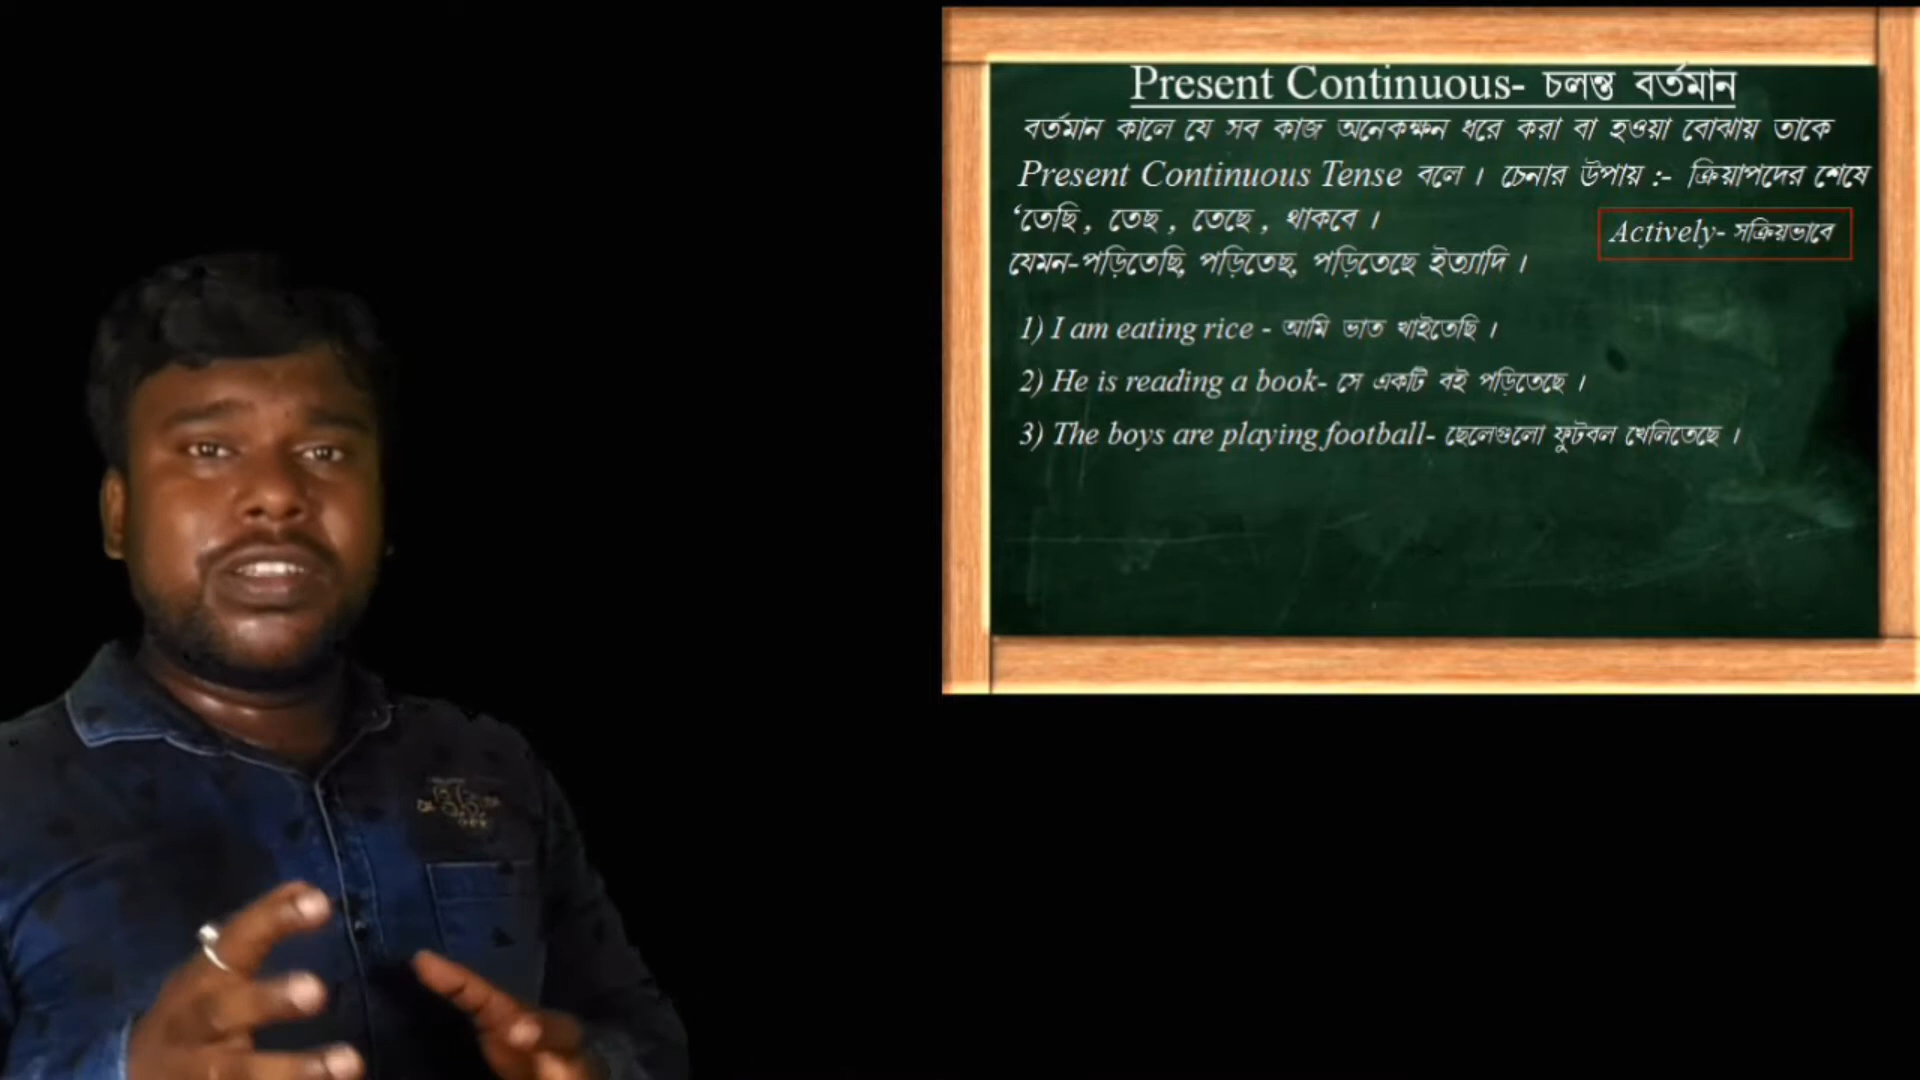 Present Continuous- চলন্ত বর্তমান
বর্তমান কালে যে সব কাজ অনেকক্ষন ধরে করা বা হওয়া বোঝায় তাকে
Present Continuous Tense বলে । চেনার উপায় :- ক্রিয়াপদের শেষে
‘তেছি , তেছ , তেছে , থাকবে ।
Actively- সক্রিয়ভাবে
যেমন-পড়িতেছি, পড়িতেছ, পড়িতেছে ইত্যাদি ।
1) I am eating rice - আমি ভাত খাইতেছি ।
2) He is reading a book- সে একটি বই পড়িতেছে ।
3) The boys are playing football- ছেলেগুলো ফুটবল খেলিতেছে ।